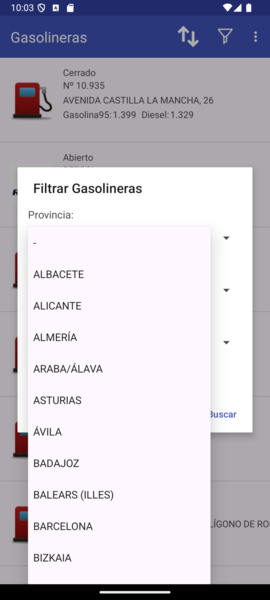 10:03
Gasolineras
Cerrado
Nº 10.935
AVENIDA CASTILLA LA MANCHA, 26
Gasolina95: 1.399 Diesel: 1.329
Abierto
Filtrar Gasolineras
Provincia:
-
ALBACETE
ALICANTE
ALMERÍA
ARABA/ÁLAVA
ASTURIAS
ÁVILA
Buscar
BADAJOZ
BALEARS (ILLES)
BARCELONA
LÍGONO DE RO
BIZKAIA